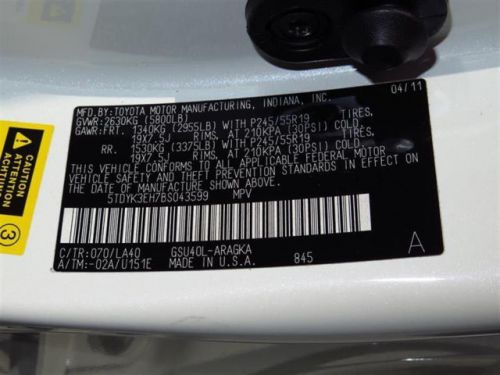 MFD.BY:TOYOTA MOTOR MANUFACTURING, INDIANA, INC. 04/11
GVWR:2630KG (5800LB)
GAWR:FRT. 1340KG (2955LB) WITH P245/55R19 TIRES,
19X7.5J RIMS, AT 210KPA (30PSI) COLD.
RR. 1530KG (3375LB) WITH P245/55R19 TIRES,
19X7.5J RIMS, AT 210KPA (30PSI) COLD.
THIS VEHICLE CONFORMS TO ALL APPLICABLE FEDERAL MOTOR
VEHICLE SAFETY AND THEFT PREVENTION STANDARDS IN EFFECT
ON THE DATE OF MANUFACTURE SHOWN ABOVE.
5TDYK3EH7BS043599 MPV
C/TR:070/LA40 GSU40L-ARAGKA A
A/TM:-02A/U151E MADE IN U.S.A. 845
CAUTION
ATTENTION
3